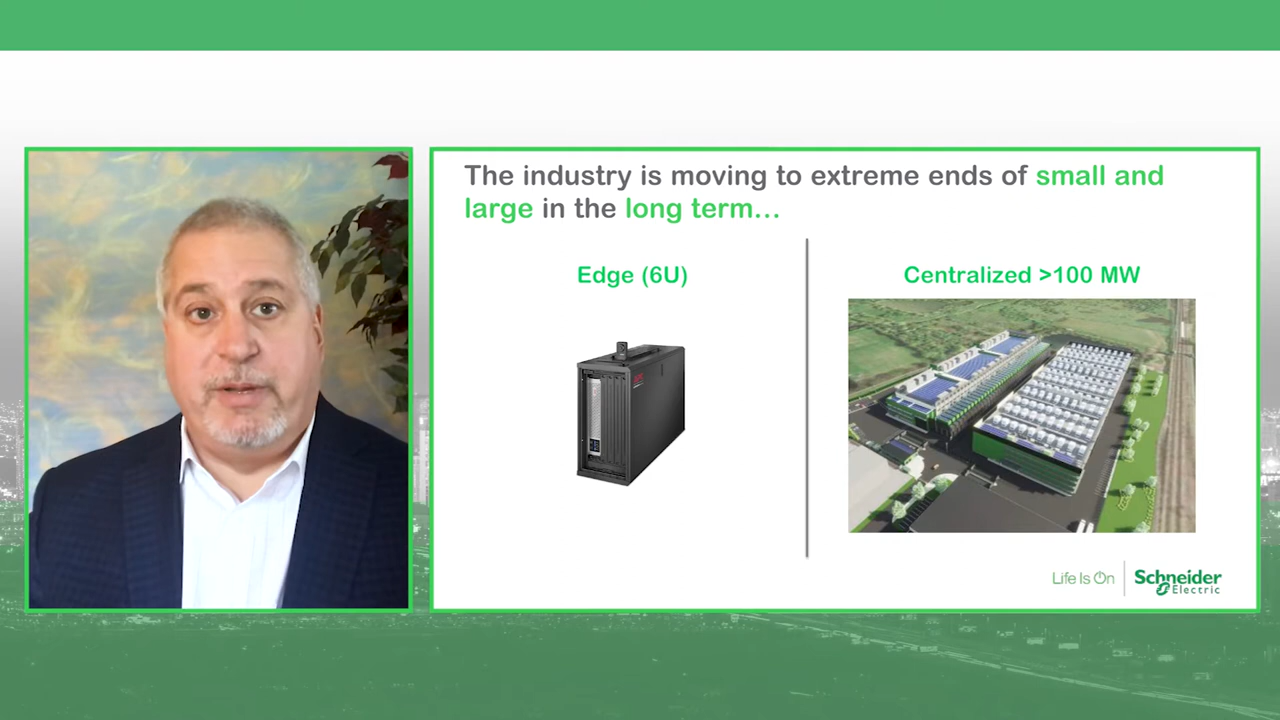 The industry is moving to extreme ends of small and
large in the long term...
Edge (6U)
Centralized >100 MW
Life Is On
Schneider
Electric